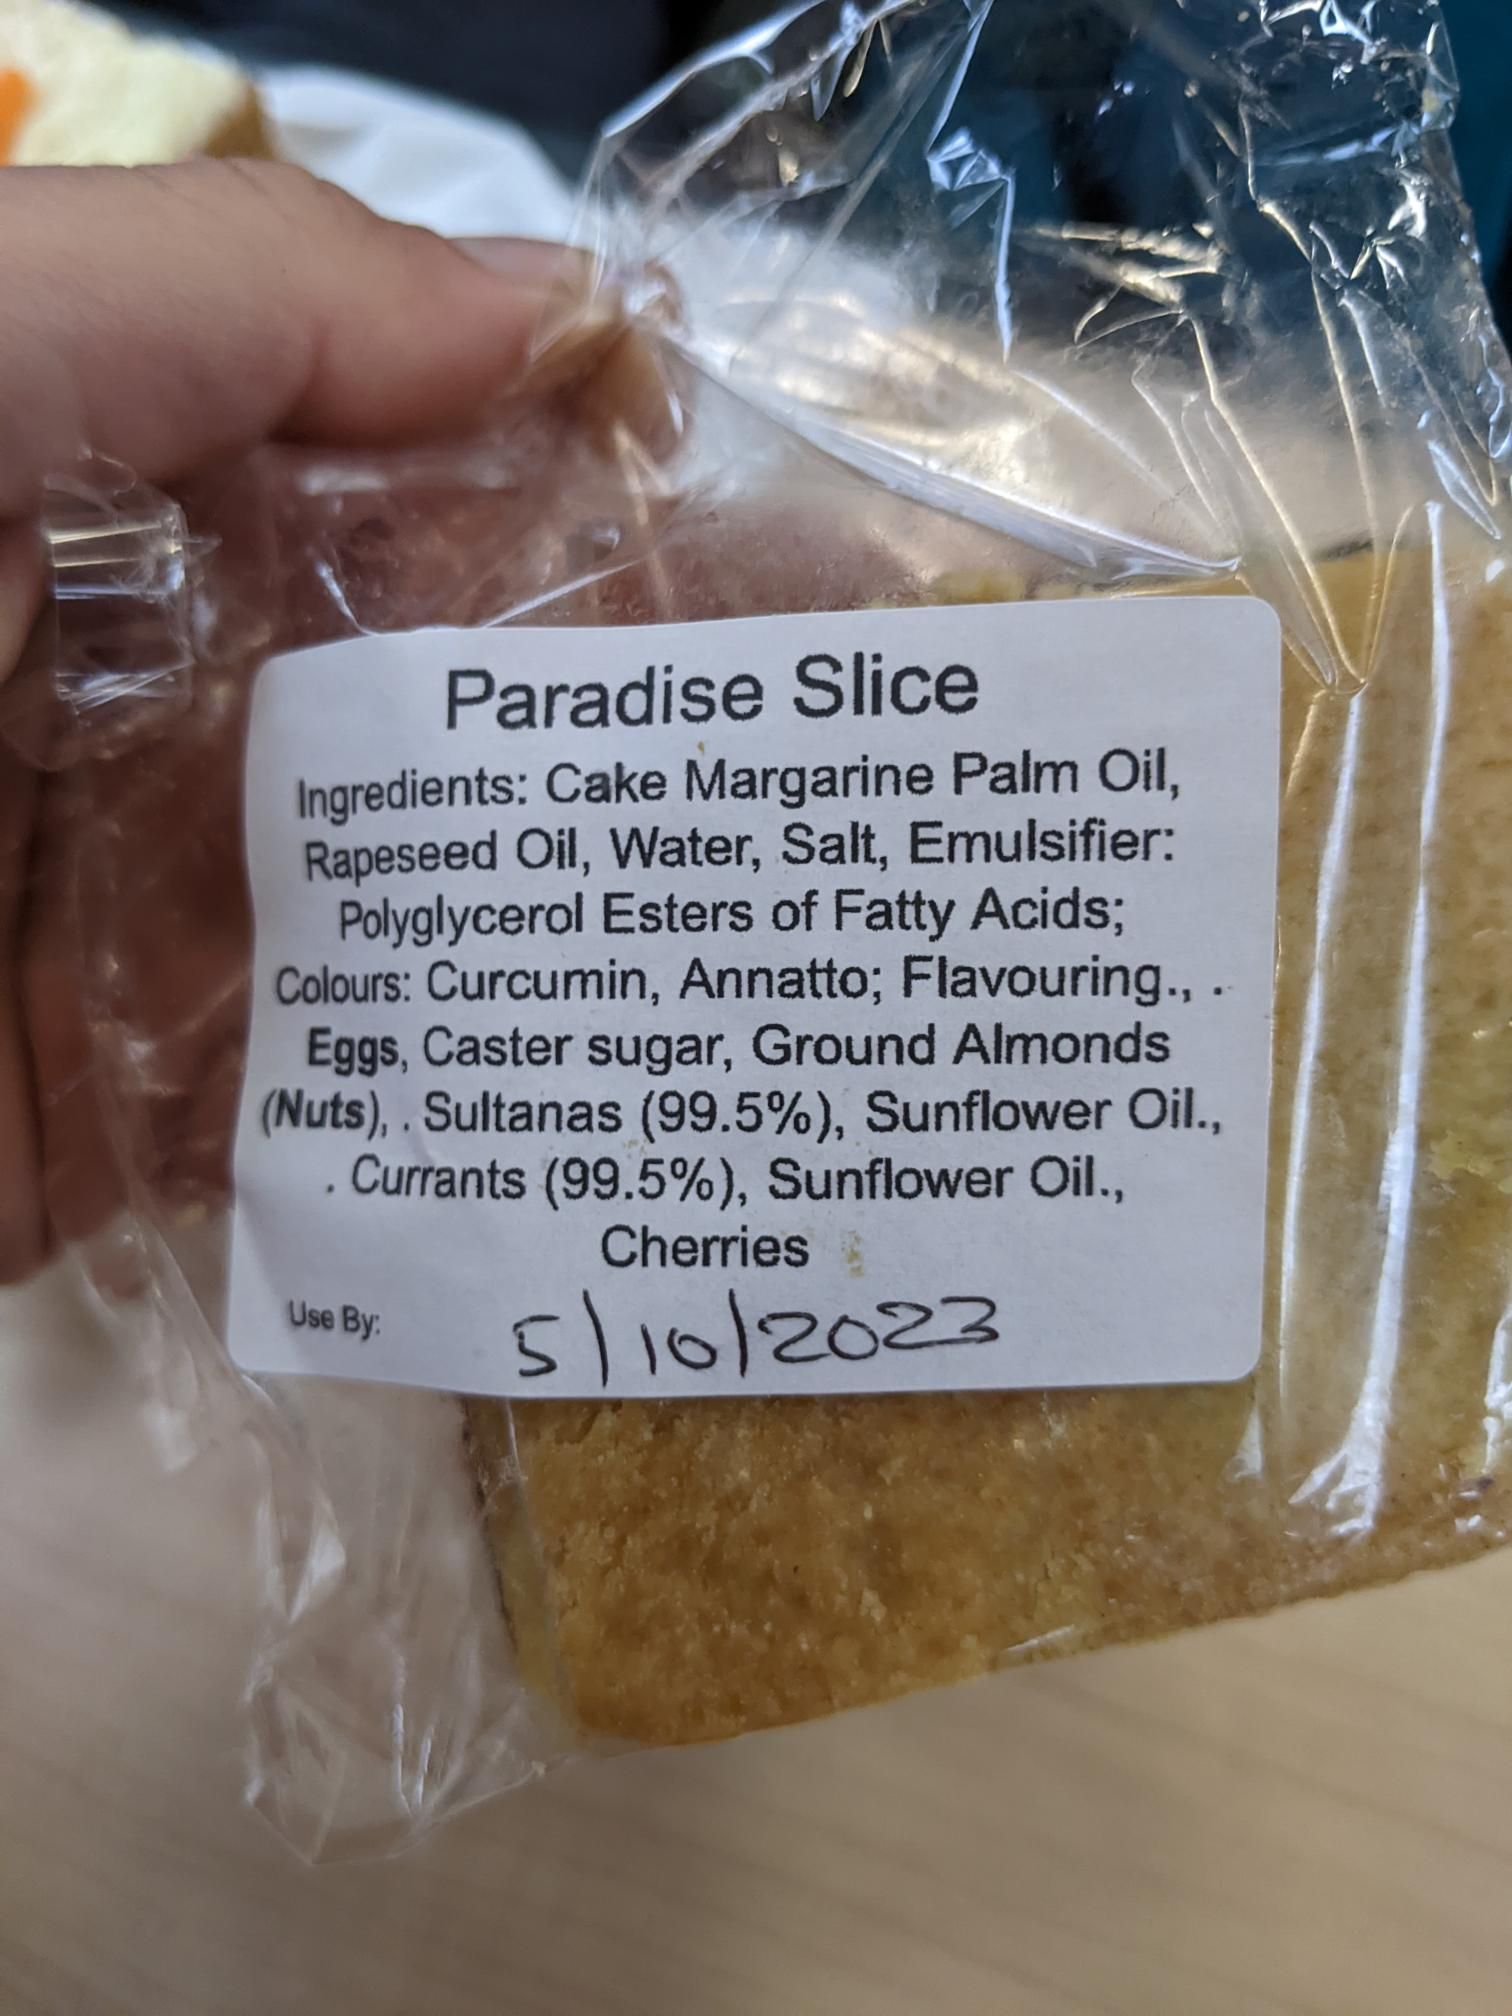 Paradise Slice
Ingredients: Cake Margarine Palm Oil,
Rapeseed Oil, Water, Salt, Emulsifier:
Polyglycerol Esters of Fatty Acids;
Colours: Curcumin, Annatto; Flavouring., .
Eggs, Caster sugar, Ground Almonds
(Nuts), . Sultanas (99.5%), Sunflower Oil.,
. Currants (99.5%), Sunflower Oil.,
Cherries
Use By: 5/10/2023